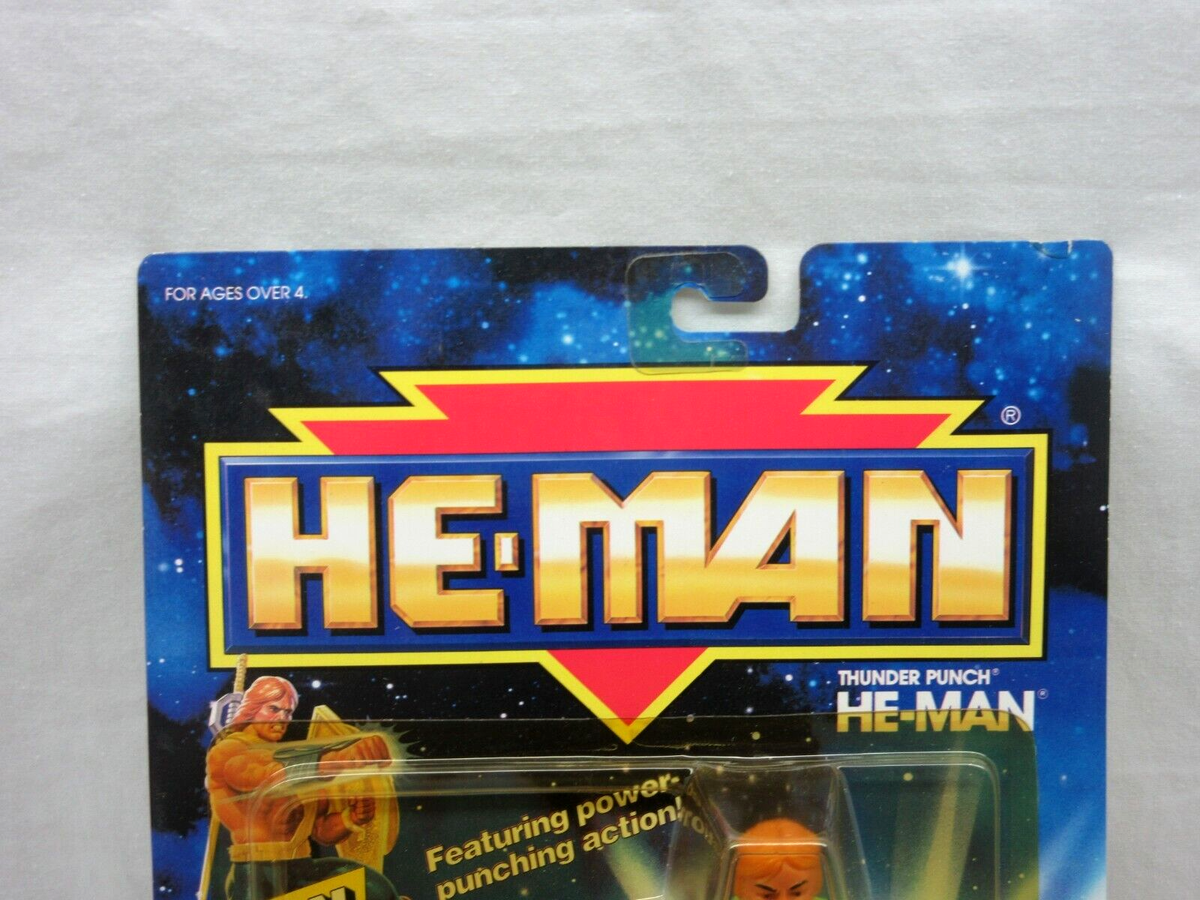 FOR AGES OVER 4.
®
HE-MAN
THUNDER PUNCH®
HE-MAN®
Featuring power-
punching action!